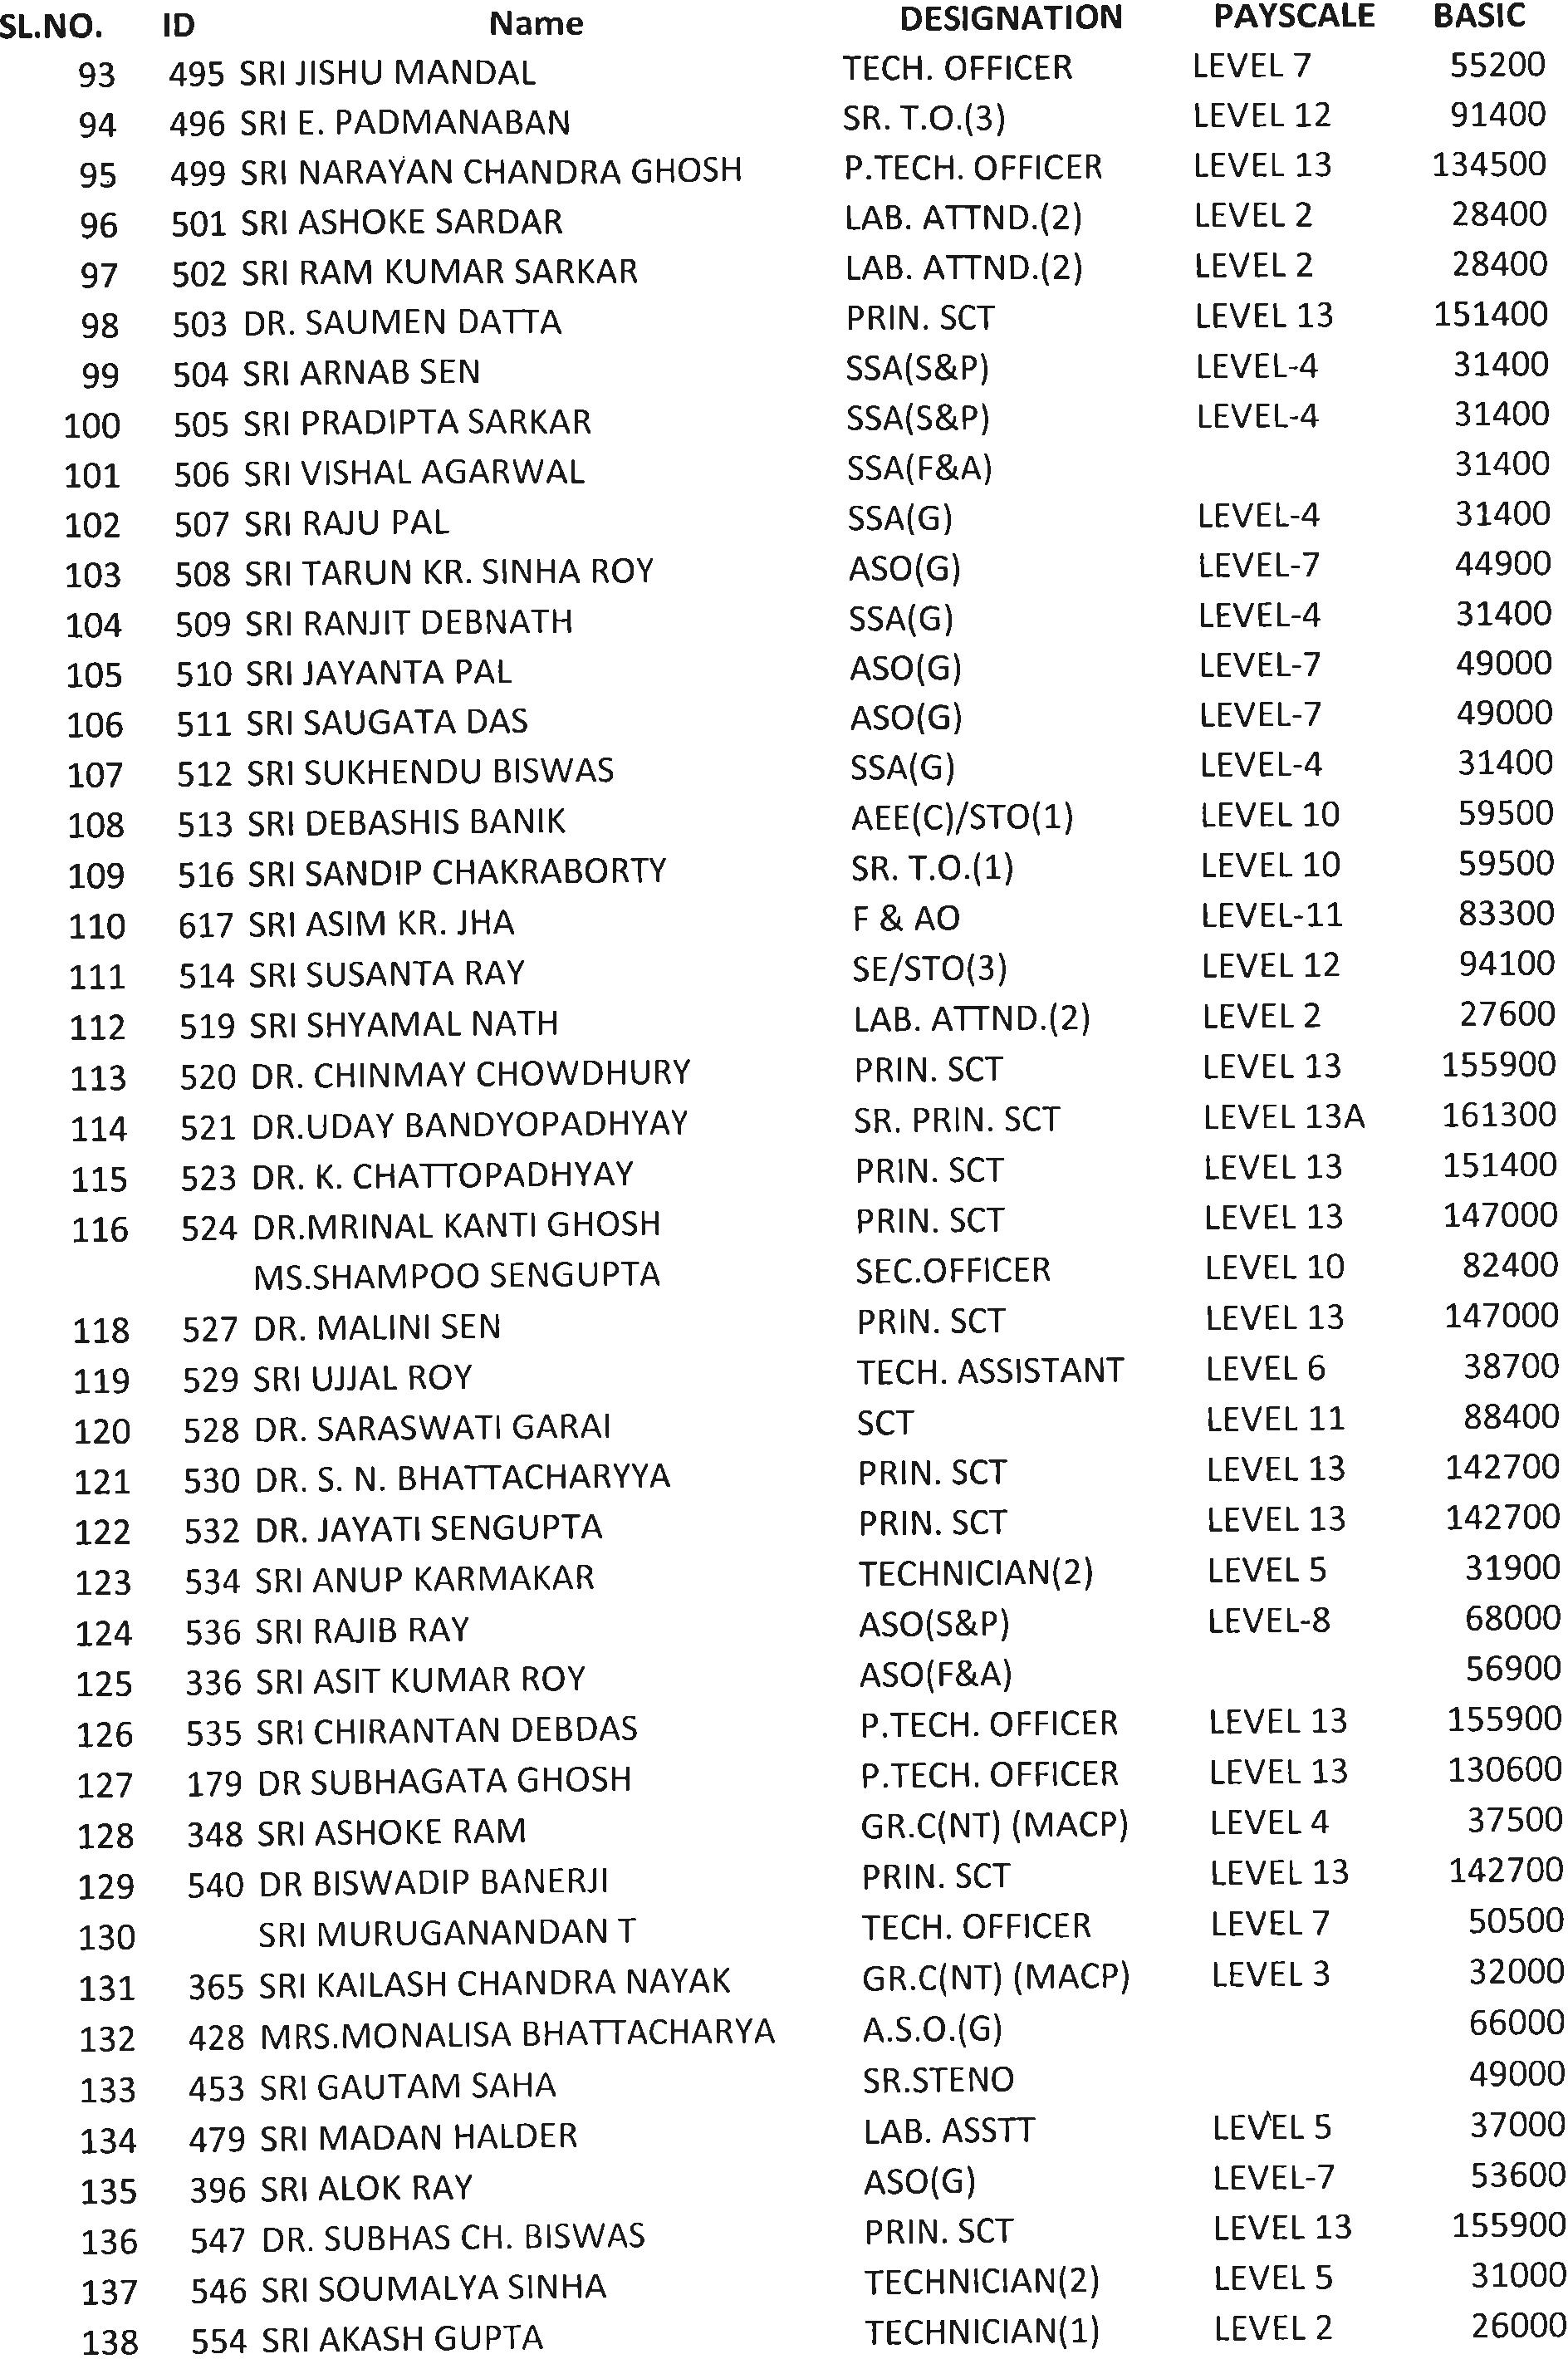 SL.NO. ID Name DESIGNATION PAYSCALE BASIC
93 495 SRI JISHU MANDAL TECH. OFFICER LEVEL 7 55200
94 496 SRI E. PADMANABAN SR. T.O.(3) LEVEL 12 91400
95 499 SRI NARAYAN CHANDRA GHOSH P.TECH. OFFICER LEVEL 13 134500
96 501 SRI ASHOKE SARDAR LAB. ATTND.(2) LEVEL 2 28400
97 502 SRI RAM KUMAR SARKAR LAB. ATTND.(2) LEVEL 2 28400
98 503 DR. SAUMEN DATTA PRIN. SCT LEVEL 13 151400
99 504 SRI ARNAB SEN SSA(S&P) LEVEL-4 31400
100 505 SRI PRADIPTA SARKAR SSA(S&P) LEVEL-4 31400
101 506 SRI VISHAL AGARWAL SSA(F&A) 31400
102 507 SRI RAJU PAL SSA(G) LEVEL-4 31400
103 508 SRI TARUN KR. SINHA ROY ASO(G) LEVEL-7 44900
104 509 SRI RANJIT DEBNATH SSA(G) LEVEL-4 31400
105 510 SRI JAYANTA PAL ASO(G) LEVEL-7 49000
106 511 SRI SAUGATA DAS ASO(G) LEVEL-7 49000
107 512 SRI SUKHENDU BISWAS SSA(G) LEVEL-4 31400
108 513 SRI DEBASHIS BANIK AEE(C)/STO(1) LEVEL 10 59500
109 516 SRI SANDIP CHAKRABORTY SR. T.O.(1) LEVEL 10 59500
110 617 SRI ASIM KR. JHA F & AO LEVEL-11 83300
111 514 SRI SUSANTA RAY SE/STO(3) LEVEL 12 94100
112 519 SRI SHYAMAL NATH LAB. ATTND.(2) LEVEL 2 27600
113 520 DR. CHINMAY CHOWDHURY PRIN. SCT LEVEL 13 155900
114 521 DR.UDAY BANDYOPADHYAY SR. PRIN. SCT LEVEL 13A 161300
115 523 DR. K. CHATTOPADHYAY PRIN. SCT LEVEL 13 151400
116 524 DR.MRINAL KANTI GHOSH PRIN. SCT LEVEL 13 147000
MS.SHAMPOO SENGUPTA SEC.OFFICER LEVEL 10 82400
118 527 DR. MALINI SEN PRIN. SCT LEVEL 13 147000
119 529 SRI UJJAL ROY TECH. ASSISTANT LEVEL 6 38700
120 528 DR. SARASWATI GARAI SCT LEVEL 11 88400
121 530 DR. S. N. BHATTACHARYYA PRIN. SCT LEVEL 13 142700
122 532 DR. JAYATI SENGUPTA PRIN. SCT LEVEL 13 142700
123 534 SRI ANUP KARMAKAR TECHNICIAN(2) LEVEL 5 31900
124 536 SRI RAJIB RAY ASO(S&P) LEVEL-8 68000
125 336 SRI ASIT KUMAR ROY ASO(F&A) 56900
126 535 SRI CHIRANTAN DEBDAS P.TECH. OFFICER LEVEL 13 155900
127 179 DR SUBHAGATA GHOSH P.TECH. OFFICER LEVEL 13 130600
128 348 SRI ASHOKE RAM GR.C(NT) (MACP) LEVEL 4 37500
129 540 DR BISWADIP BANERJI PRIN. SCT LEVEL 13 142700
130 SRI MURUGANANDAN T TECH. OFFICER LEVEL 7 50500
131 365 SRI KAILASH CHANDRA NAYAK GR.C(NT) (MACP) LEVEL 3 32000
132 428 MRS.MONALISA BHATTACHARYA A.S.O.(G) 66000
133 453 SRI GAUTAM SAHA SR.STENO 49000
134 479 SRI MADAN HALDER LAB. ASSTT LEVEL 5 37000
135 396 SRI ALOK RAY ASO(G) LEVEL-7 53600
136 547 DR. SUBHAS CH. BISWAS PRIN. SCT LEVEL 13 155900
137 546 SRI SOUMALYA SINHA TECHNICIAN(2) LEVEL 5 31000
138 554 SRI AKASH GUPTA TECHNICIAN(1) LEVEL 2 26000